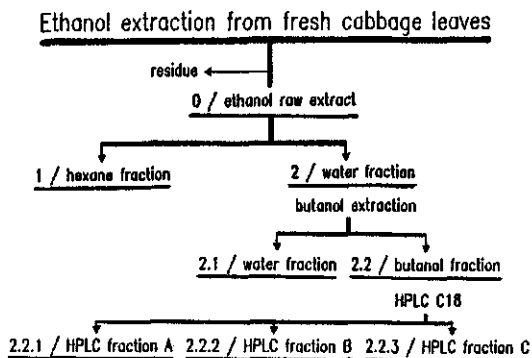 Ethanol extraction from fresh cabbage leaves
residue
0 / ethanol raw extract
1 / hexane fraction 2 / water fraction
butanol extraction
2.1 / water fraction 2.2 / butanal fraction
HPLC C18
2.2.1 / HPLC fraction A 2.2.2 / HPLC fraction B 2.2.3 / HPLC fraction C